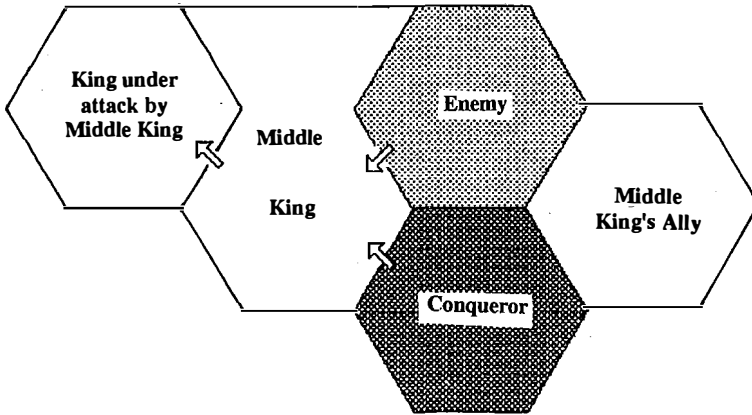 King under
attack by
Middle King
Middle
King
Enemy
Middle
King's Ally
Conqueror